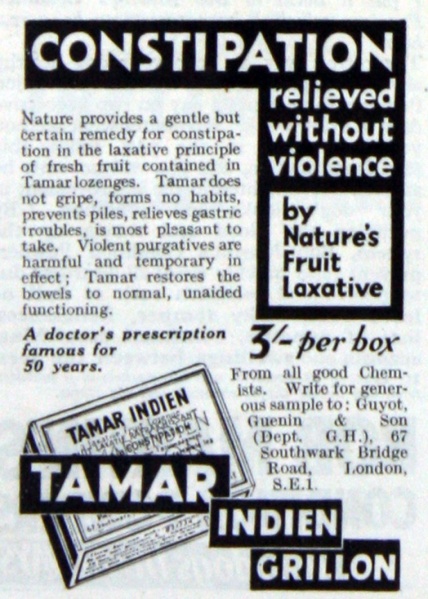 CONSTIPATION
relieved
without
violence
by
Nature's
Fruit
Laxative
Nature provides a gentle but
certain remedy for constipa-
tion in the laxative principle
of fresh fruit contained in
Tamar lozenges. Tamar does
not gripe, forms no habits,
prevents piles, relieves gastric
troubles, is most pleasant to
take. Violent purgatives are
harmful and temporary in
effect; Tamar restores the
bowels to normal, unaided
functioning.
A doctor's prescription
famous for
50 years.
3/- per box
From all good Chem-
ists. Write for gener-
ous sample to: Guyot,
Guenin & Son
(Dept. G.H.), 67
Southwark Bridge
Road, London,
S.E.1.
TAMAR INDIEN
CONSTIPATION
TAMAR
INDIEN
GRILLON